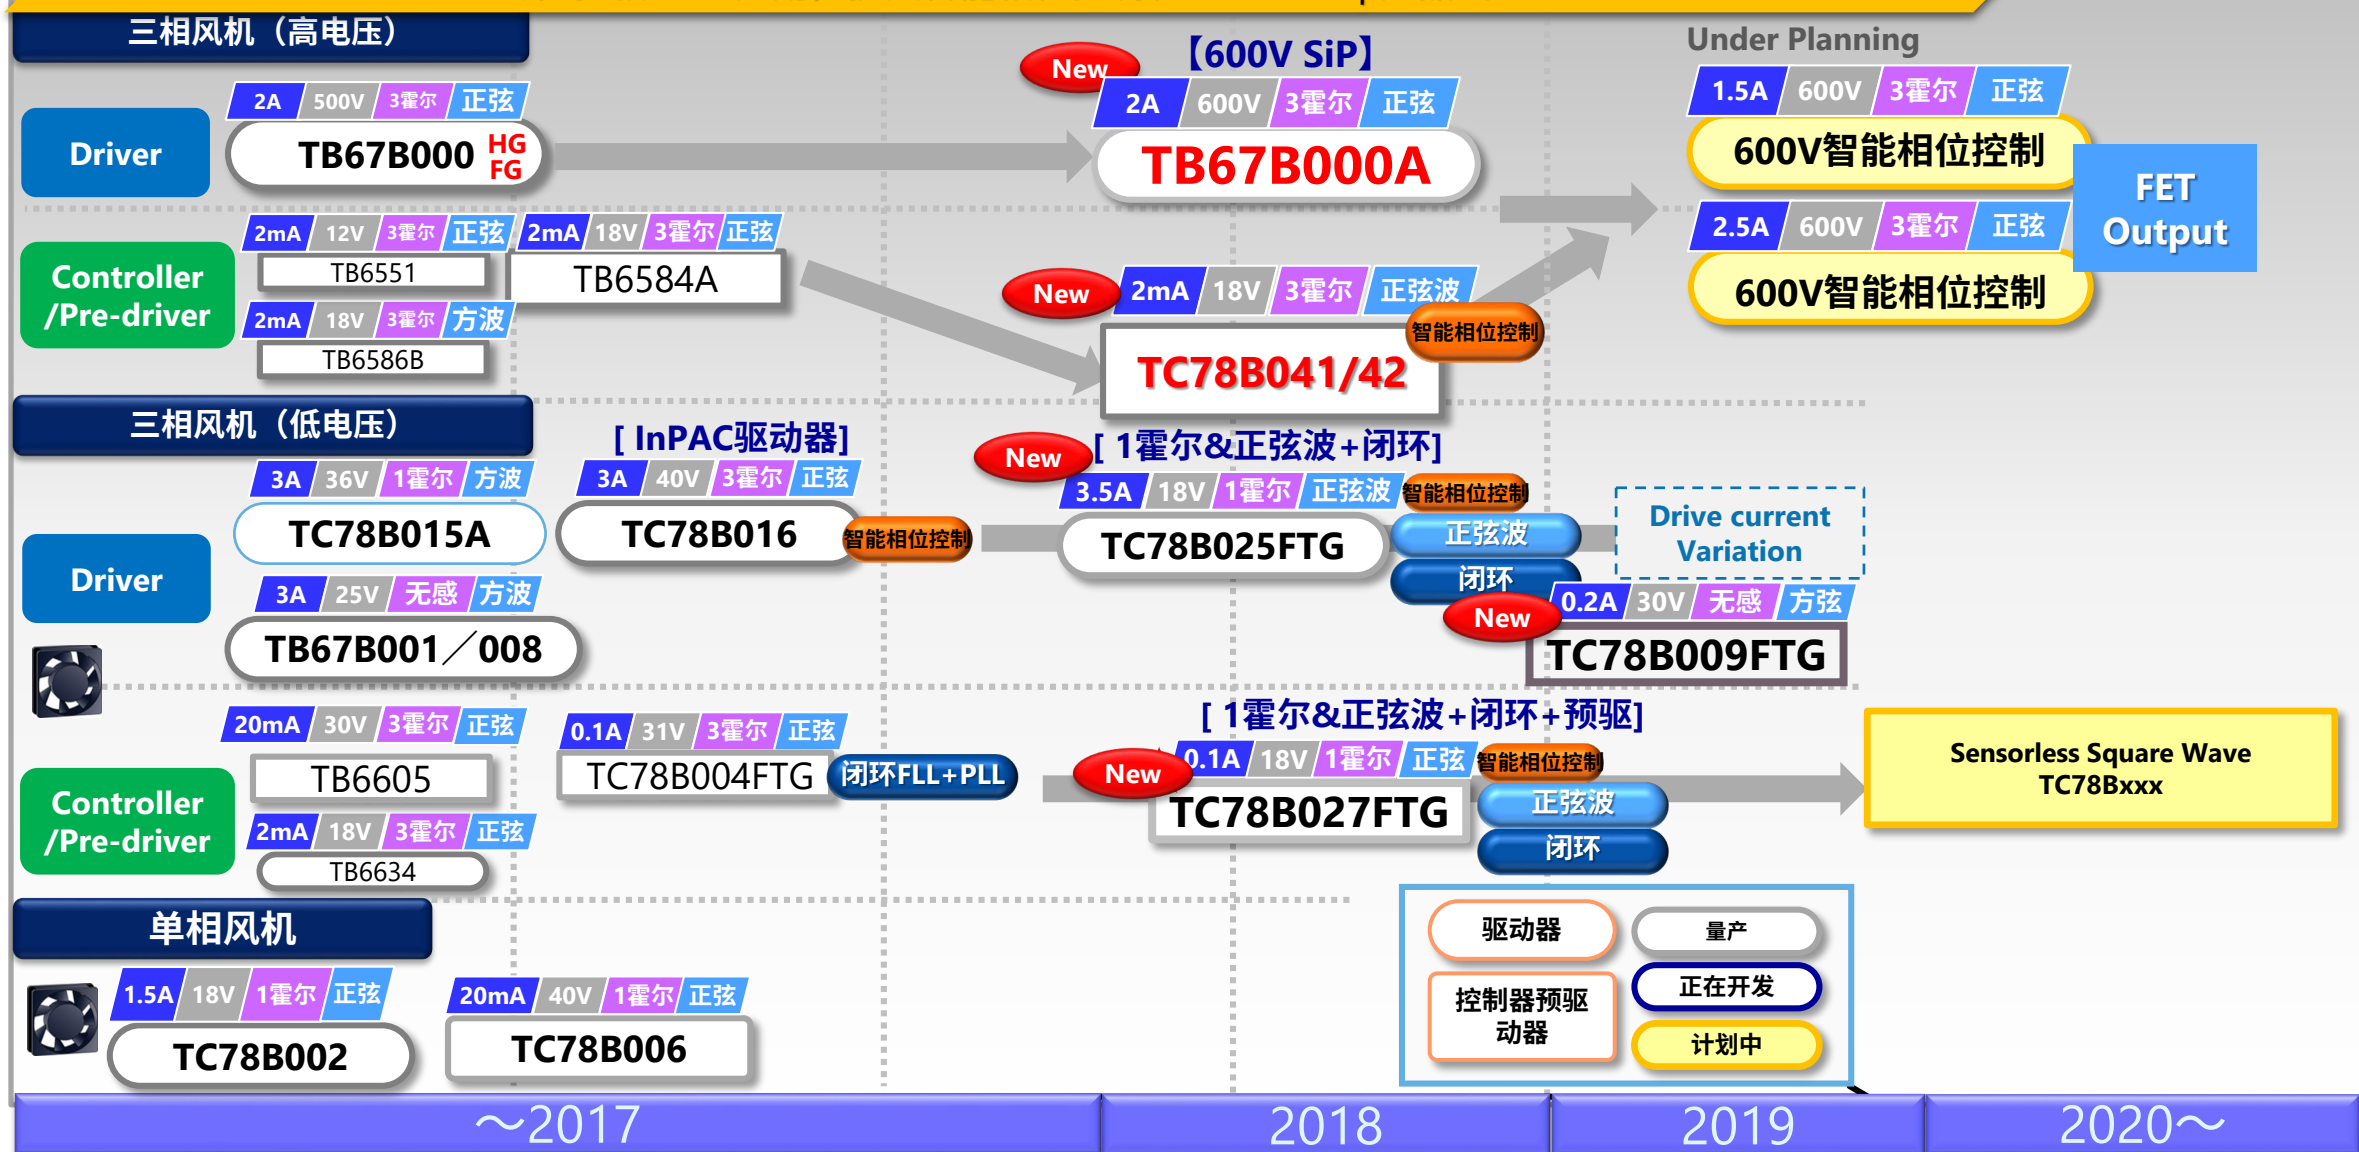 三相风机（高电压）
【600V SiP】
Under Planning
New
2A 500V 3霍尔 正弦
2A 600V 3霍尔 正弦
1.5A 600V 3霍尔 正弦
Driver
TB67B000 HG
FG
TB67B000A
600V智能相位控制
FET
Output
2.5A 600V 3霍尔 正弦
600V智能相位控制
Controller
/Pre-driver
2mA 12V 3霍尔 正弦
TB6551
2mA 18V 3霍尔 正弦
TB6584A
2mA 18V 3霍尔 方波
TB6586B
New
2mA 18V 3霍尔 正弦波
智能相位控制
TC78B041/42
三相风机（低电压）
[ InPAC驱动器]
New
[ 1霍尔&正弦波+闭环]
3A 36V 1霍尔 方波
TC78B015A
3A 40V 3霍尔 正弦
TC78B016
智能相位控制
3.5A 18V 1霍尔 正弦波
智能相位控制
TC78B025FTG
正弦波
闭环
Drive current
Variation
Driver
3A 25V 无感 方波
TB67B001／008
New
0.2A 30V 无感 方弦
TC78B009FTG
[ 1霍尔&正弦波+闭环+预驱]
20mA 30V 3霍尔 正弦
TB6605
0.1A 31V 3霍尔 正弦
TC78B004FTG
闭环FLL+PLL
New
0.1A 18V 1霍尔 正弦
智能相位控制
TC78B027FTG
正弦波
闭环
Sensorless Square Wave
TC78Bxxx
Controller
/Pre-driver
2mA 18V 3霍尔 正弦
TB6634
单相风机
1.5A 18V 1霍尔 正弦
TC78B002
20mA 40V 1霍尔 正弦
TC78B006
驱动器
量产
控制器预驱
动器
正在开发
计划中
～2017
2018
2019
2020～